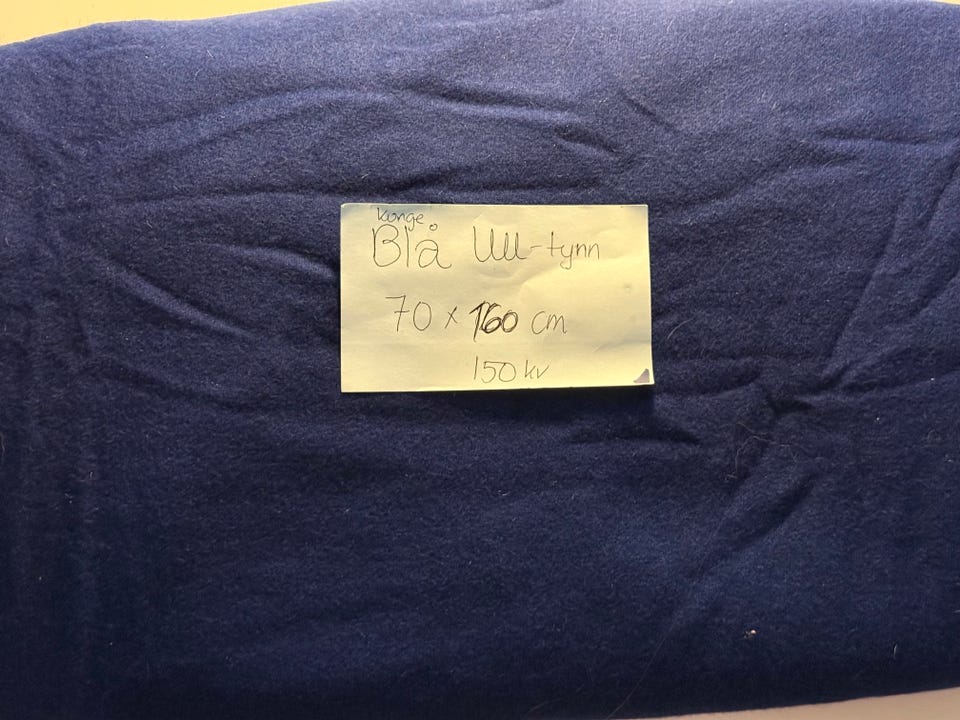 Konge
Blå Ull-tynn
70 x 160 cm
150 kr